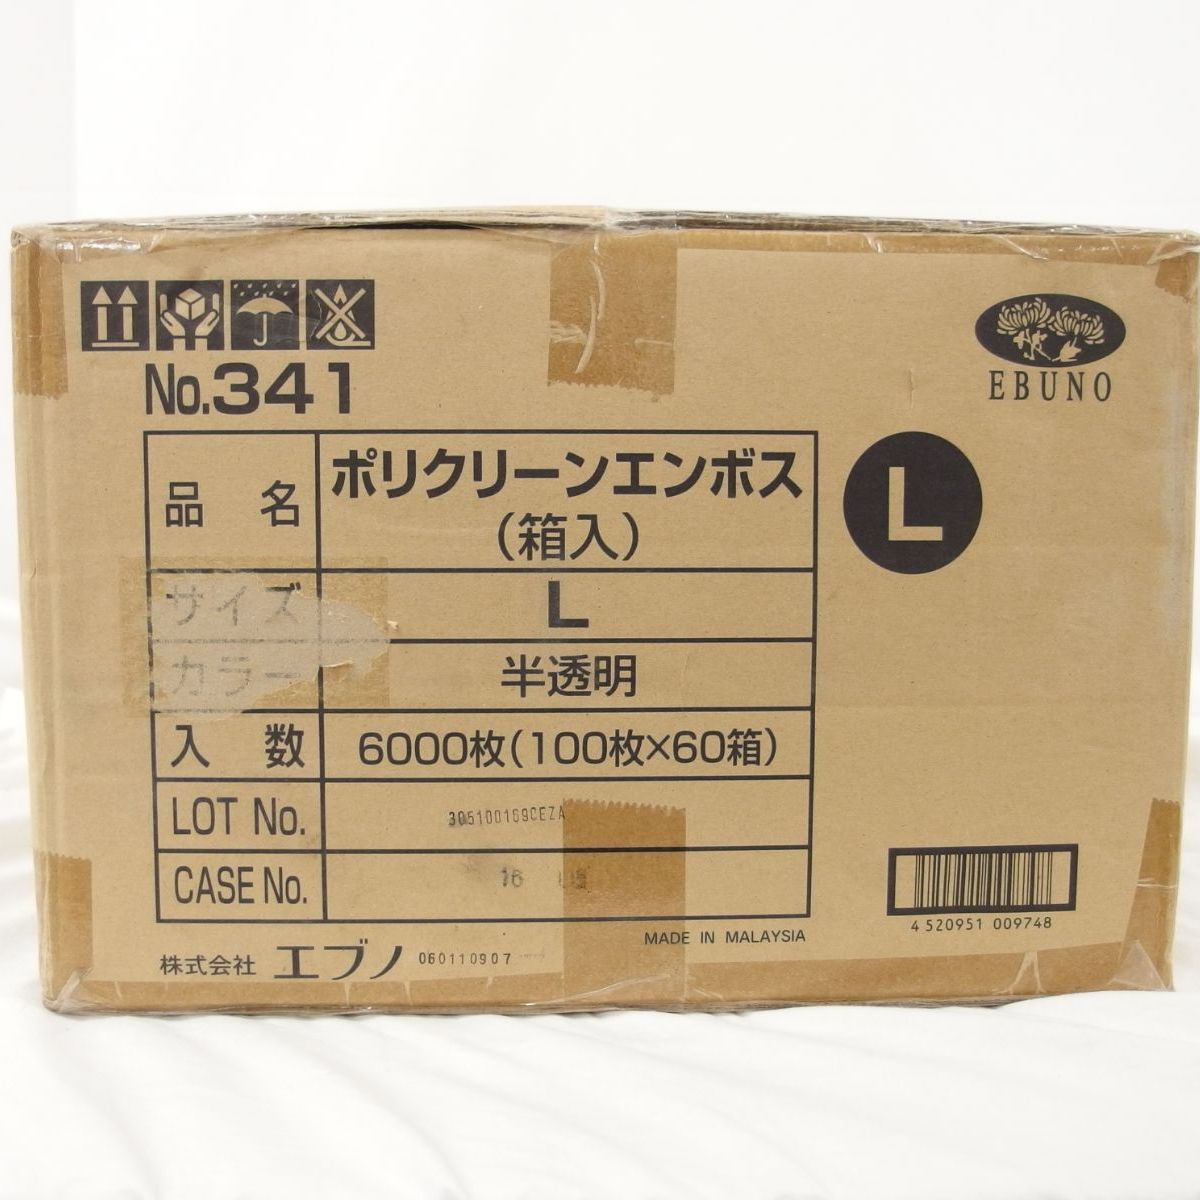 No.341
EBUNO
品名 ポリクリーンエンボス
(箱入)
L
サイズ L
カラー 半透明
入数 6000枚(100枚×60箱)
LOT No. 305100169CEZA
CASE No. 16
MADE IN MALAYSIA
4 520951 009748
株式会社 エブノ 060110907